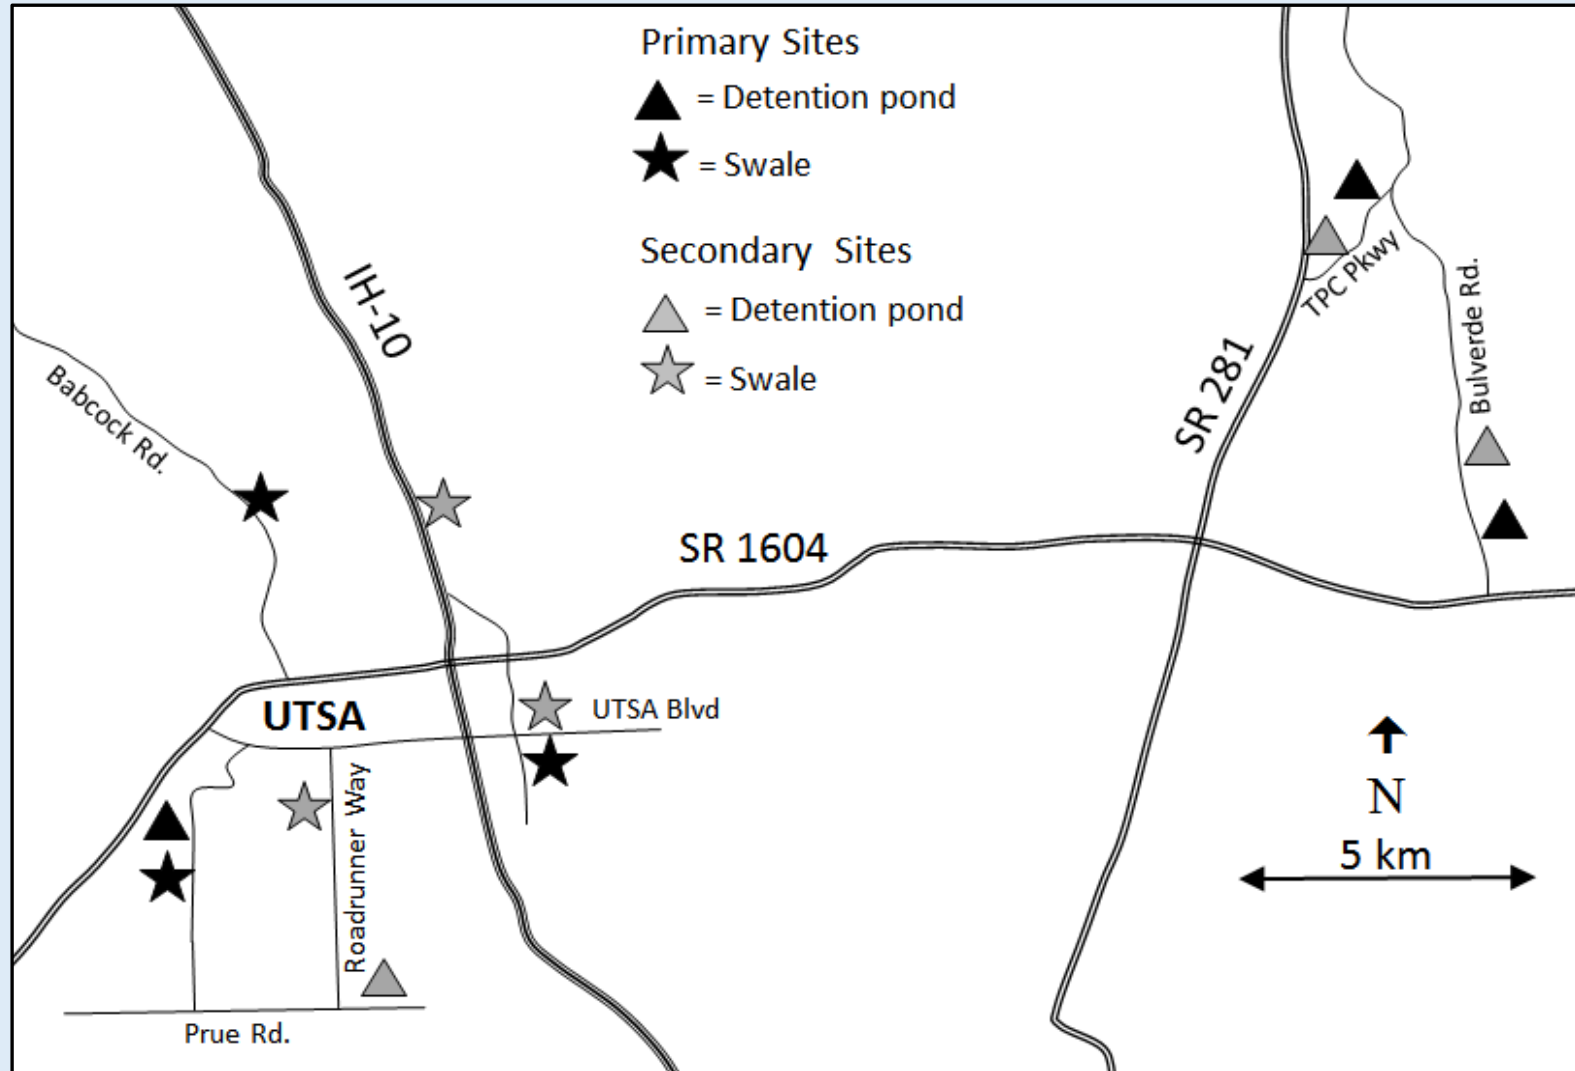 Primary Sites
= Detention pond
= Swale
Secondary Sites
= Detention pond
= Swale
IH-10
Babcock Rd.
SR 281
TPC Pkwy
Bulverde Rd.
SR 1604
UTSA
UTSA Blvd
Roadrunner Way
Prue Rd.
N
5 km